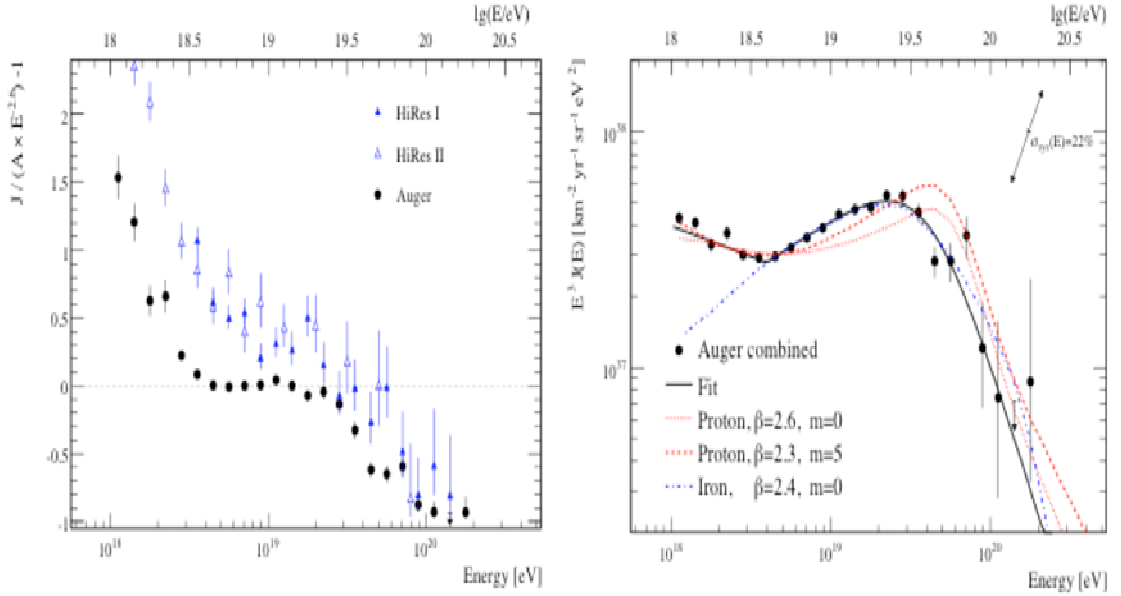 lg(E/eV)
18 18.5 19 19.5 20 20.5
J / (A × E^-2.6) -1
2
1.5
1
0.5
0
-0.5
-1
HiRes I
HiRes II
Auger
10^18 10^19 10^20
Energy [eV]
lg(E/eV)
18 18.5 19 19.5 20 20.5
E^3 J(E) [km^-2 yr^-1 sr^-1 eV^2]
10^38
10^37
σsys(E)=22%
Auger combined
Fit
Proton, β=2.6, m=0
Proton, β=2.3, m=5
Iron, β=2.4, m=0
10^18 10^19 10^20
Energy [eV]